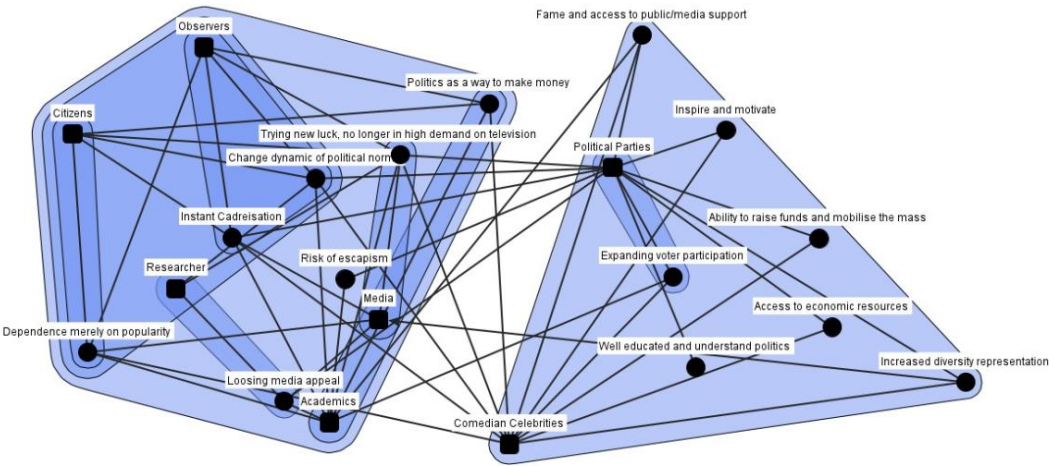 Fame and access to public/media support
Observers
Politics as a way to make money
Inspire and motivate
Citizens
Trying new luck, no longer in high demand on television
Political Parties
Change dynamic of political norm
Instant Cadreisation
Ability to raise funds and mobilise the mass
Risk of escapism
Expanding voter participation
Researcher
Media
Access to economic resources
Dependence merely on popularity
Well educated and understand politics
Increased diversity representation
Loosing media appeal
Academics
Comedian Celebrities